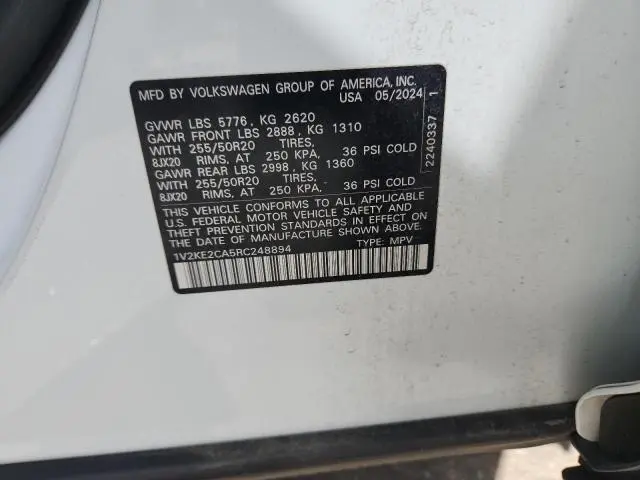 MFD BY VOLKSWAGEN GROUP OF AMERICA, INC.
USA 05/2024
GVWR LBS 5776, KG 2620
GAWR FRONT LBS 2888, KG 1310
WITH 255/50R20 TIRES,
8JX20 RIMS, AT 250 KPA, 36 PSI COLD
GAWR REAR LBS 2998, KG 1360
WITH 255/50R20 TIRES,
8JX20 RIMS, AT 250 KPA, 36 PSI COLD
THIS VEHICLE CONFORMS TO ALL APPLICABLE
U.S. FEDERAL MOTOR VEHICLE SAFETY AND
THEFT PREVENTION STANDARDS IN EFFECT ON
THE DATE OF MANUFACTURE SHOWN ABOVE.
1V2KE2CA5RC248894 TYPE: MPV
2240337 1